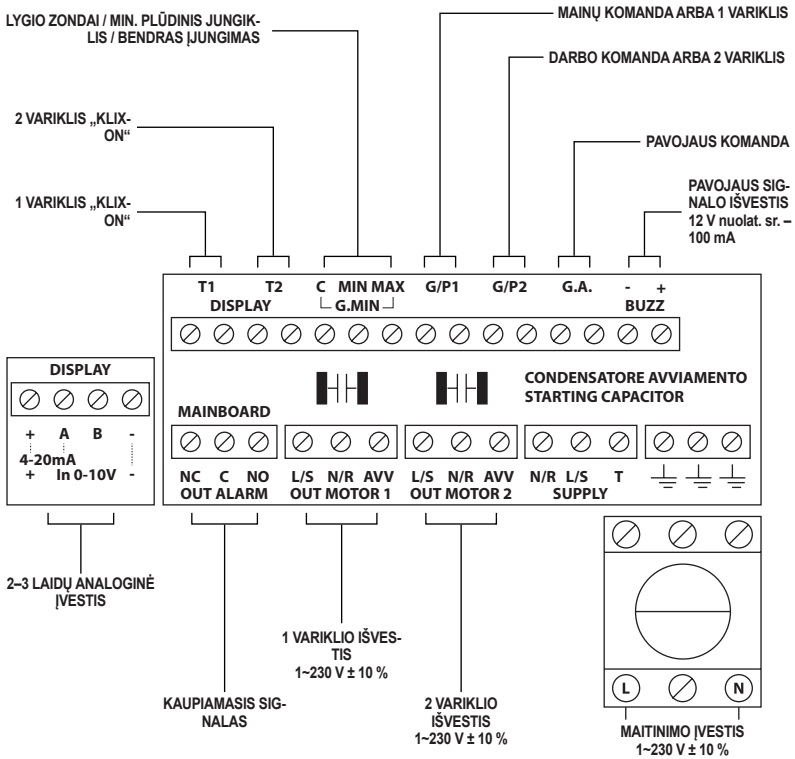 LYGIO ZONDAI / MIN. PLŪDINIS JUNGIK-
LIS / BENDRAS ĮJUNGIMAS
MAINŲ KOMANDA ARBA 1 VARIKLIS
DARBO KOMANDA ARBA 2 VARIKLIS
2 VARIKLIS „KLIX-
ON“
PAVOJAUS KOMANDA
1 VARIKLIS „KLIX-
ON“
PAVOJAUS SIG-
NALO IŠVESTIS
12 V nuolat. sr. –
100 mA
T1 T2 C MIN MAX G/P1 G/P2 G.A. - +
DISPLAY G.MIN BUZZ
DISPLAY
+ A B -
4-20mA
+ In 0-10V -
CONDENSATORE AVVIAMENTO
STARTING CAPACITOR
MAINBOARD
NC C NO L/S N/R AVV L/S N/R AVV N/R L/S T
OUT ALARM OUT MOTOR 1 OUT MOTOR 2 SUPPLY
2–3 LAIDŲ ANALOGINĖ
ĮVESTIS
1 VARIKLIO IŠVES-
TIS
1~230 V ± 10 %
KAUPIAMASIS SIG-
NALAS
2 VARIKLIO
IŠVESTIS
1~230 V ± 10 %
L N
MAITINIMO ĮVESTIS
1~230 V ± 10 %